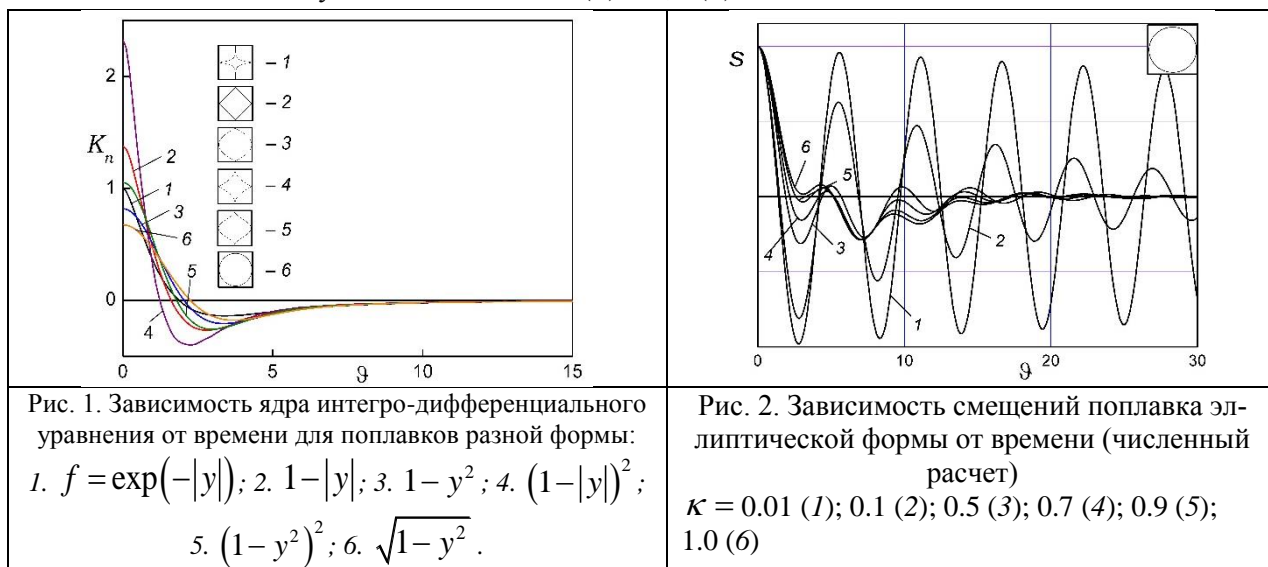 2
1
0
Kₙ
0
5
10
15
ϑ
2
1
3
6
5
4
– 1
– 2
– 3
– 4
– 5
– 6
S
0
10
20
30
ϑ
6
5
4
3
2
1
Рис. 1. Зависимость ядра интегро-дифференциального
уравнения от времени для поплавков разной формы:
1. f = exp(−|y|); 2. 1−|y|; 3. 1− y²; 4. (1−|y|)²;
5. (1− y²)²; 6. √(1− y²) .
Рис. 2. Зависимость смещений поплавка эл-
липтической формы от времени (численный
расчет)
κ = 0.01 (1); 0.1 (2); 0.5 (3); 0.7 (4); 0.9 (5);
1.0 (6)